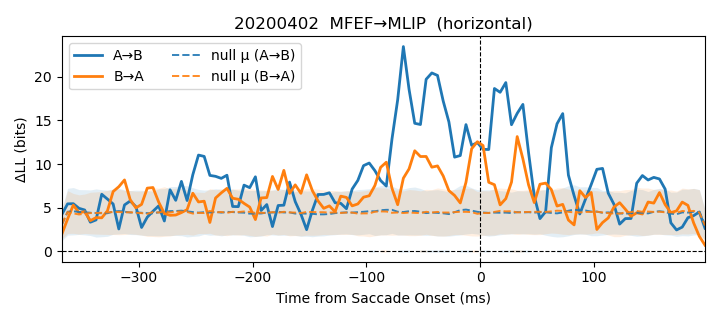 20200402  MFEF→MLIP  (horizontal)
A→B
B→A
null μ (A→B)
null μ (B→A)
ΔLL (bits)
20
15
10
5
0
−300
−200
−100
0
100
Time from Saccade Onset (ms)